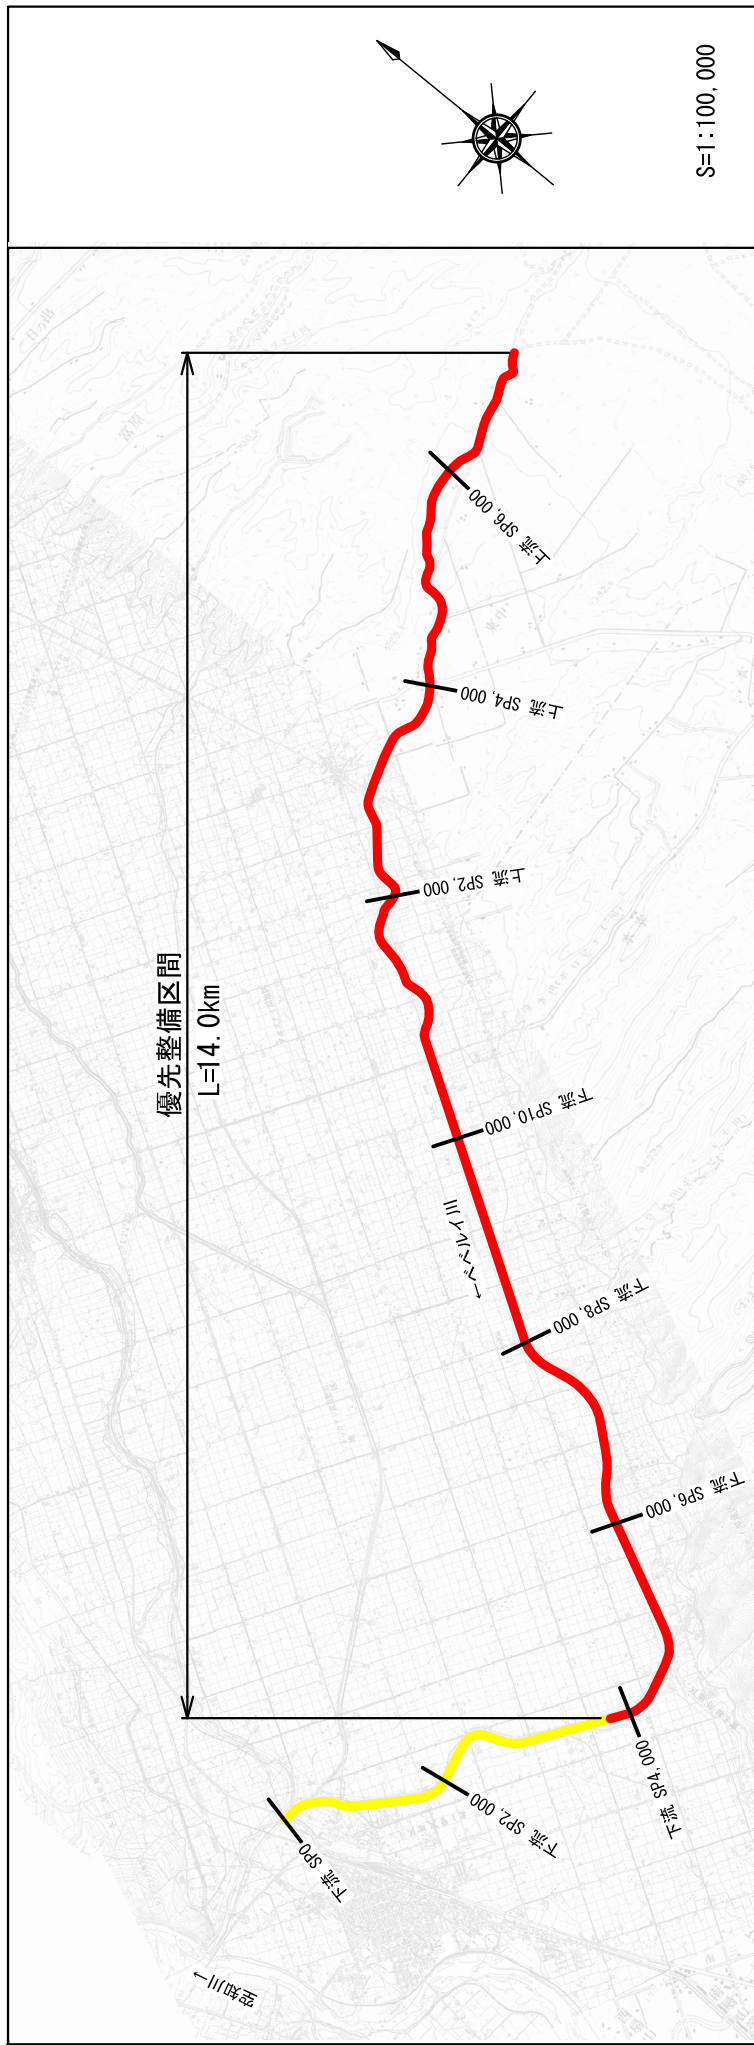 S=1:100,000
優先整備区間
L=14.0km
上流 SP6,000
上流 SP4,000
上流 SP2,000
下流 SP10,000
←ベベルイ川
下流 SP8,000
下流 SP6,000
下流 SP4,000
下流 SP2,000
下流 SP0
空知川→